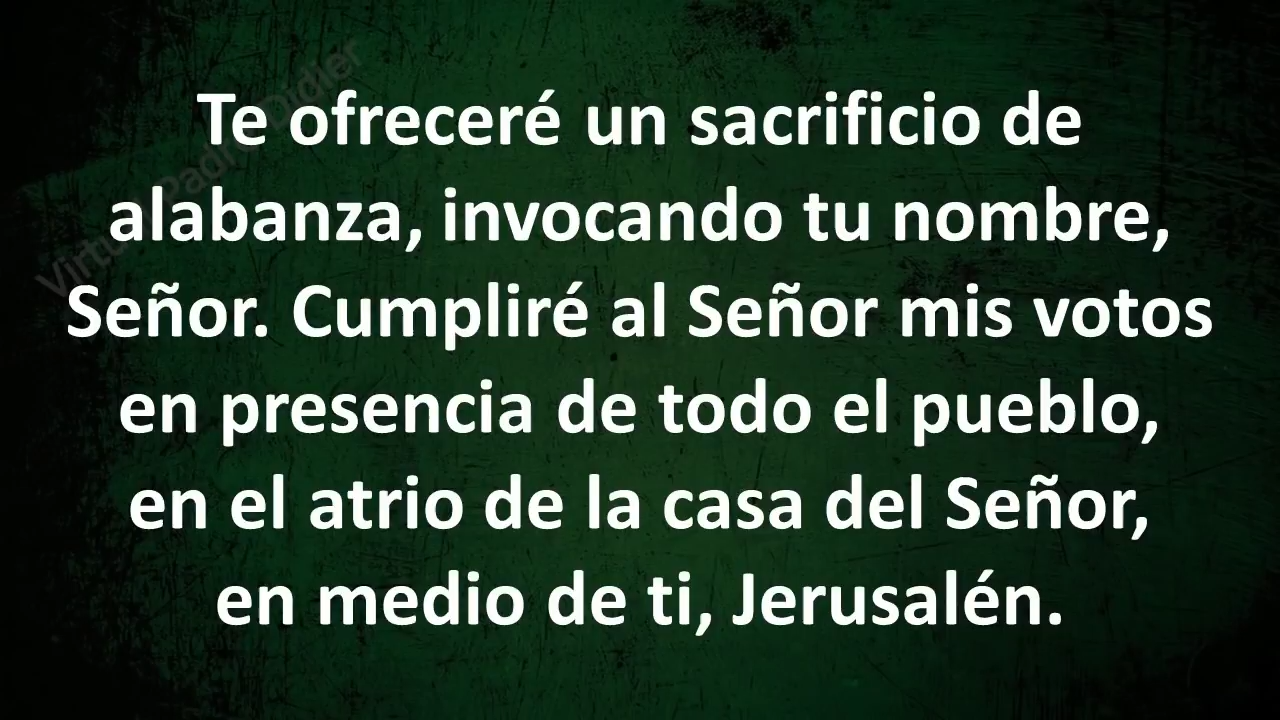 Te ofreceré un sacrificio de
alabanza, invocando tu nombre,
Señor. Cumpliré al Señor mis votos
en presencia de todo el pueblo,
en el atrio de la casa del Señor,
en medio de ti, Jerusalén.